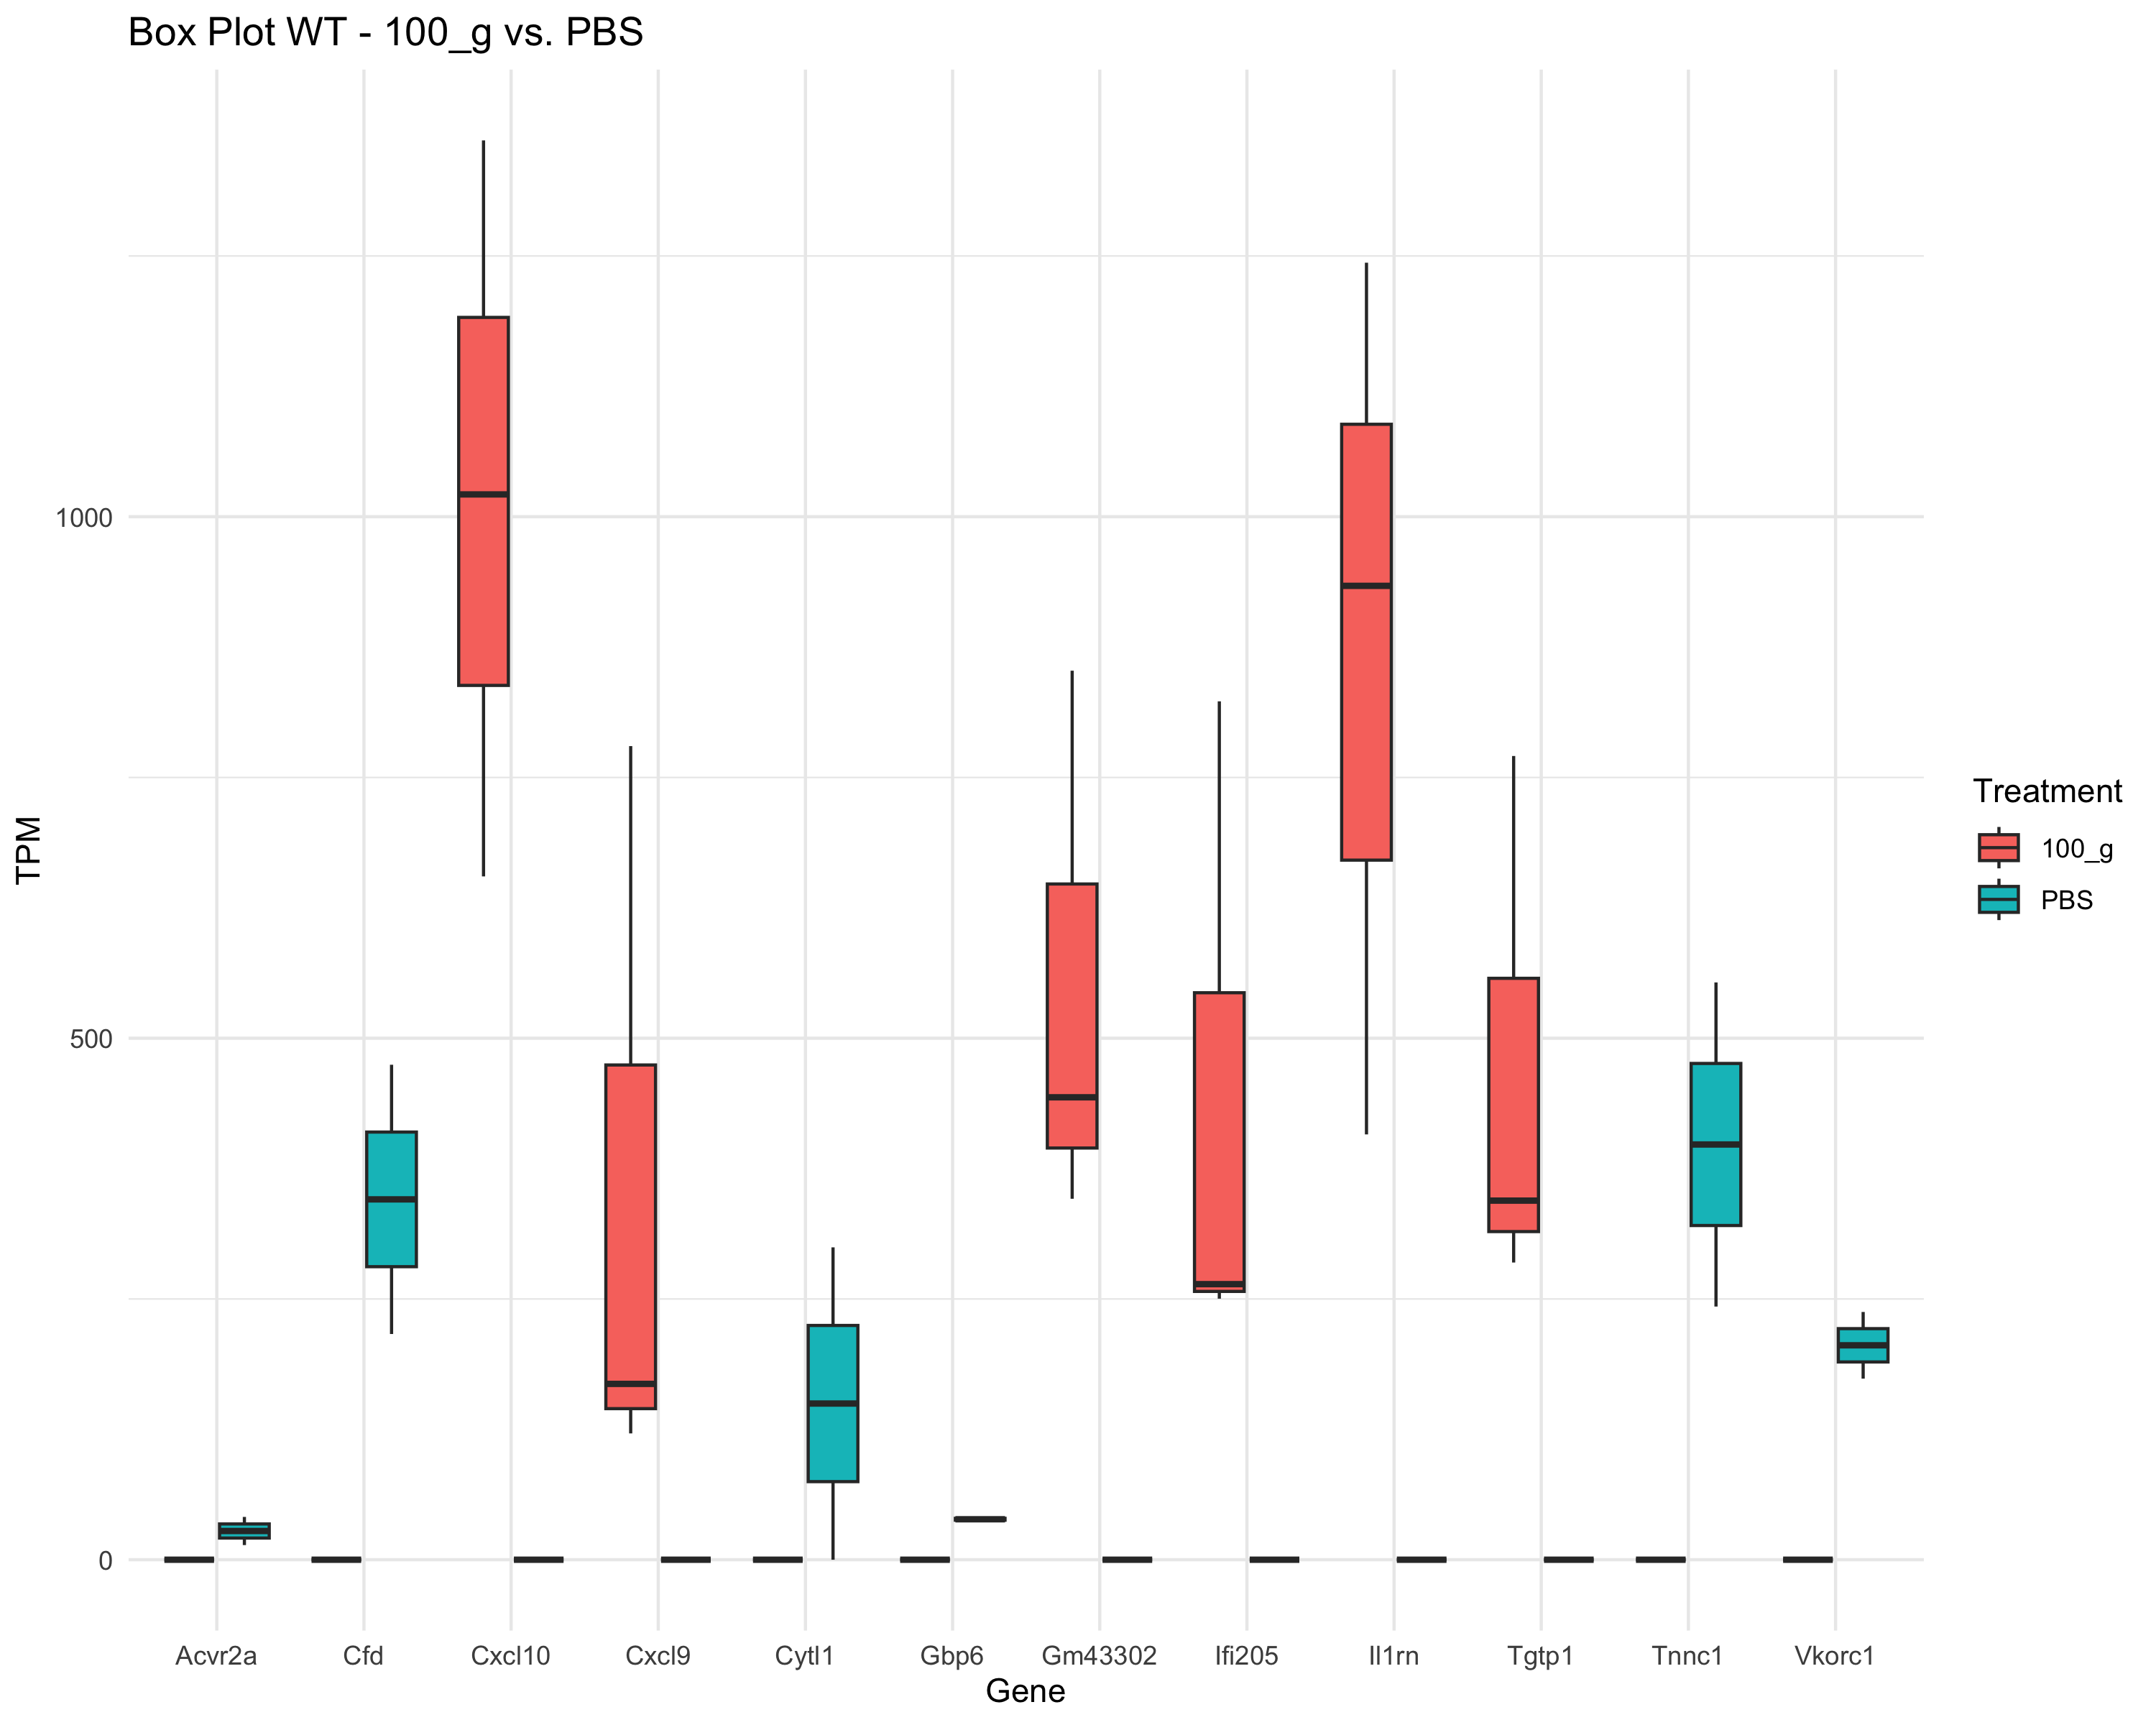 Box Plot WT - 100_g vs. PBS
TPM
1000
500
0
Acvr2a Cfd Cxcl10 Cxcl9 Cytl1 Gbp6 Gm43302 Ifi205 Il1rn Tgtp1 Tnnc1 Vkorc1
Gene
Treatment
100_g
PBS